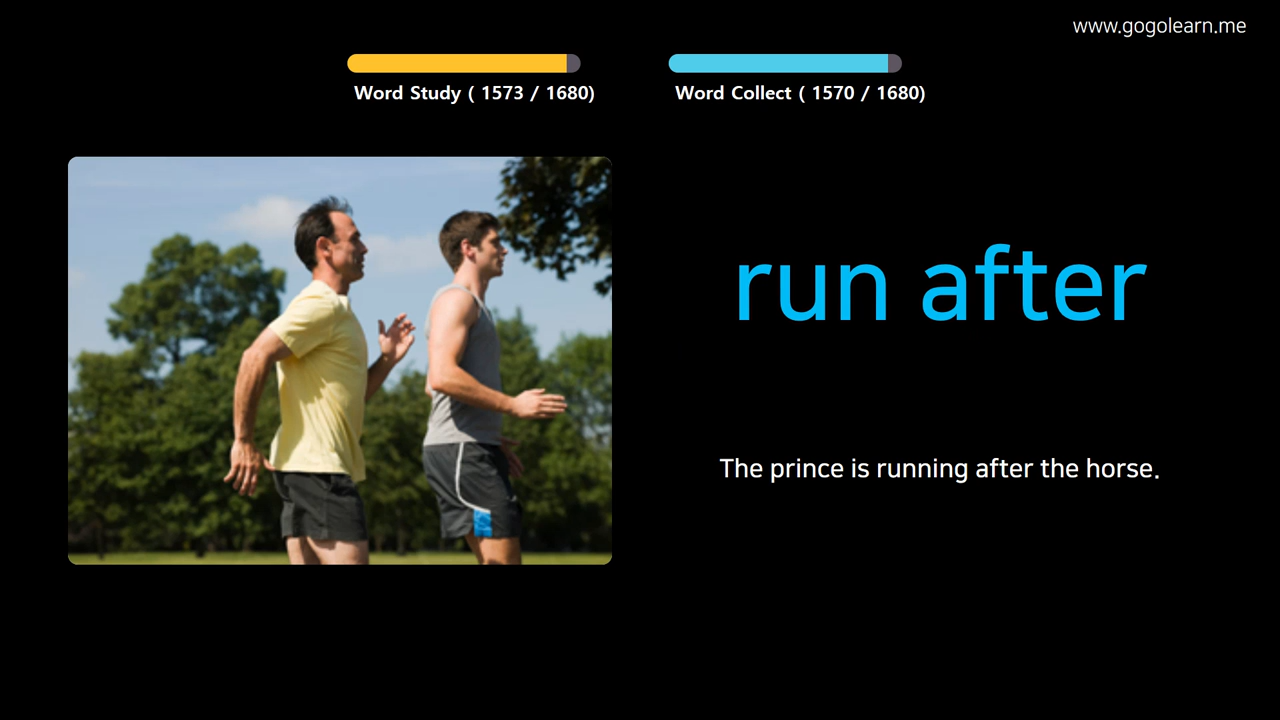 www.gogolearn.me
Word Study ( 1573 / 1680)
Word Collect ( 1570 / 1680)
run after
The prince is running after the horse.